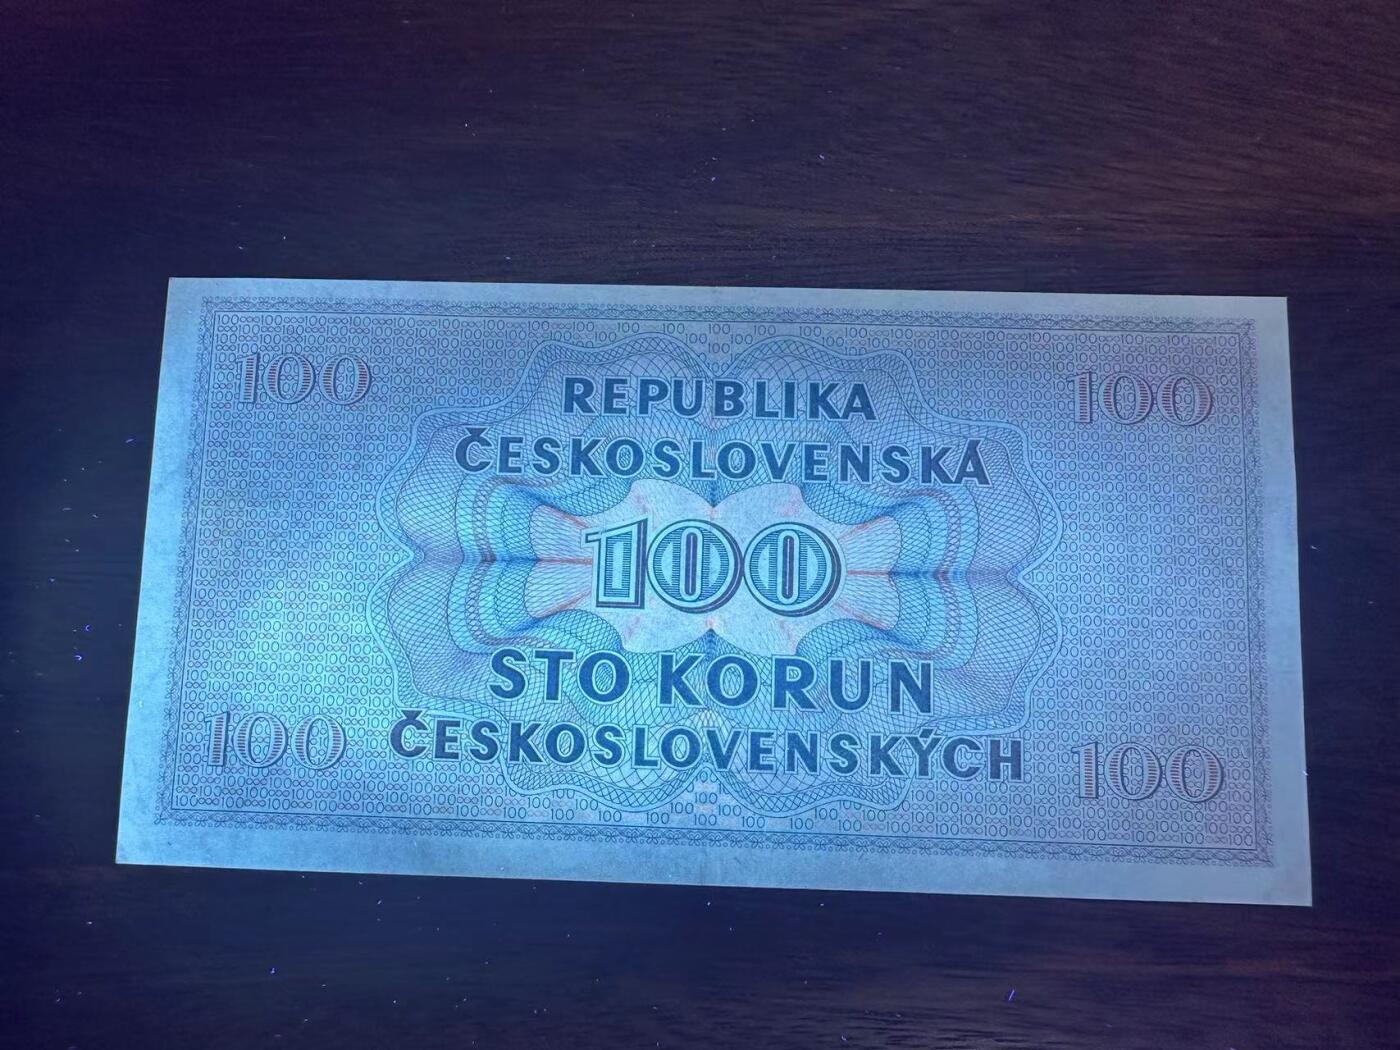 100 100
REPUBLIKA
ČESKOSLOVENSKÁ
100
STO KORUN
ČESKOSLOVENSKÝCH
100 100